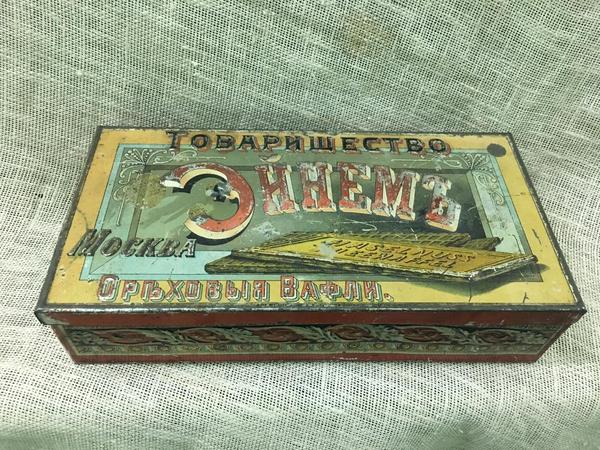 Товарищество
Эйнемъ
Москва
Орѣховыя Вафли.